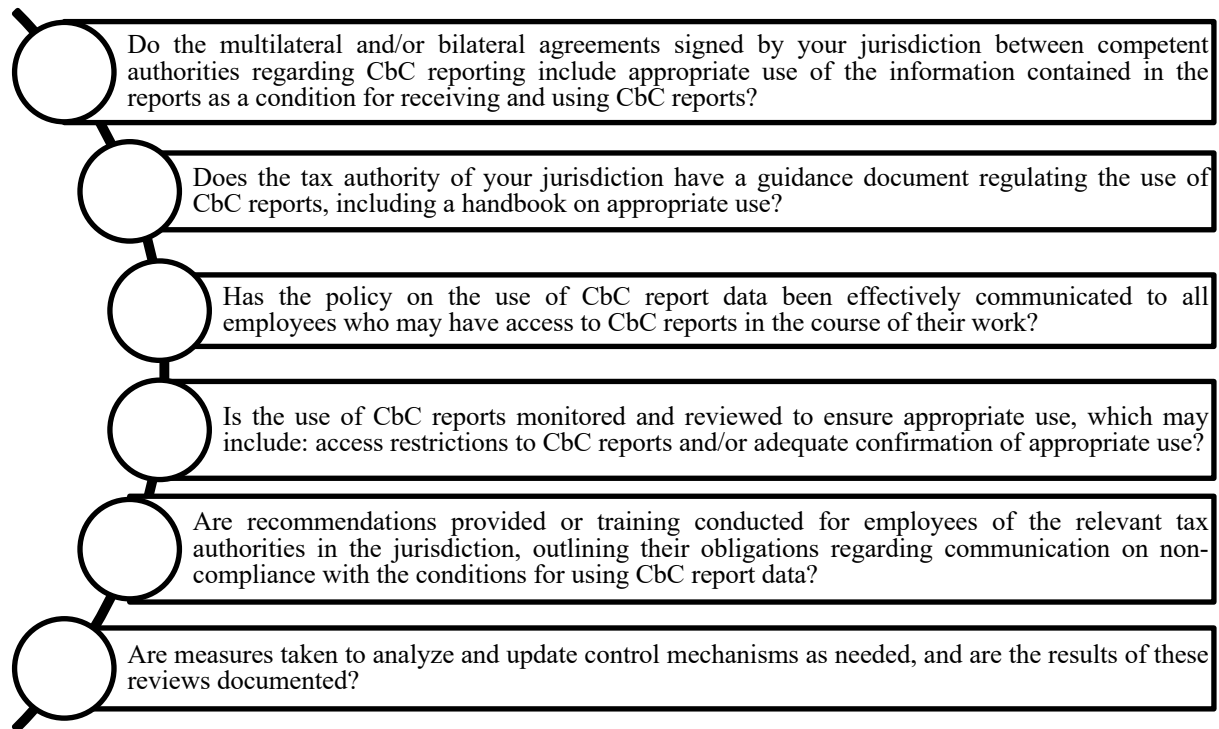 Do the multilateral and/or bilateral agreements signed by your jurisdiction between competent
authorities regarding CbC reporting include appropriate use of the information contained in the
reports as a condition for receiving and using CbC reports?
Does the tax authority of your jurisdiction have a guidance document regulating the use of
CbC reports, including a handbook on appropriate use?
Has the policy on the use of CbC report data been effectively communicated to all
employees who may have access to CbC reports in the course of their work?
Is the use of CbC reports monitored and reviewed to ensure appropriate use, which may
include: access restrictions to CbC reports and/or adequate confirmation of appropriate use?
Are recommendations provided or training conducted for employees of the relevant tax
authorities in the jurisdiction, outlining their obligations regarding communication on non-
compliance with the conditions for using CbC report data?
Are measures taken to analyze and update control mechanisms as needed, and are the results of these
reviews documented?